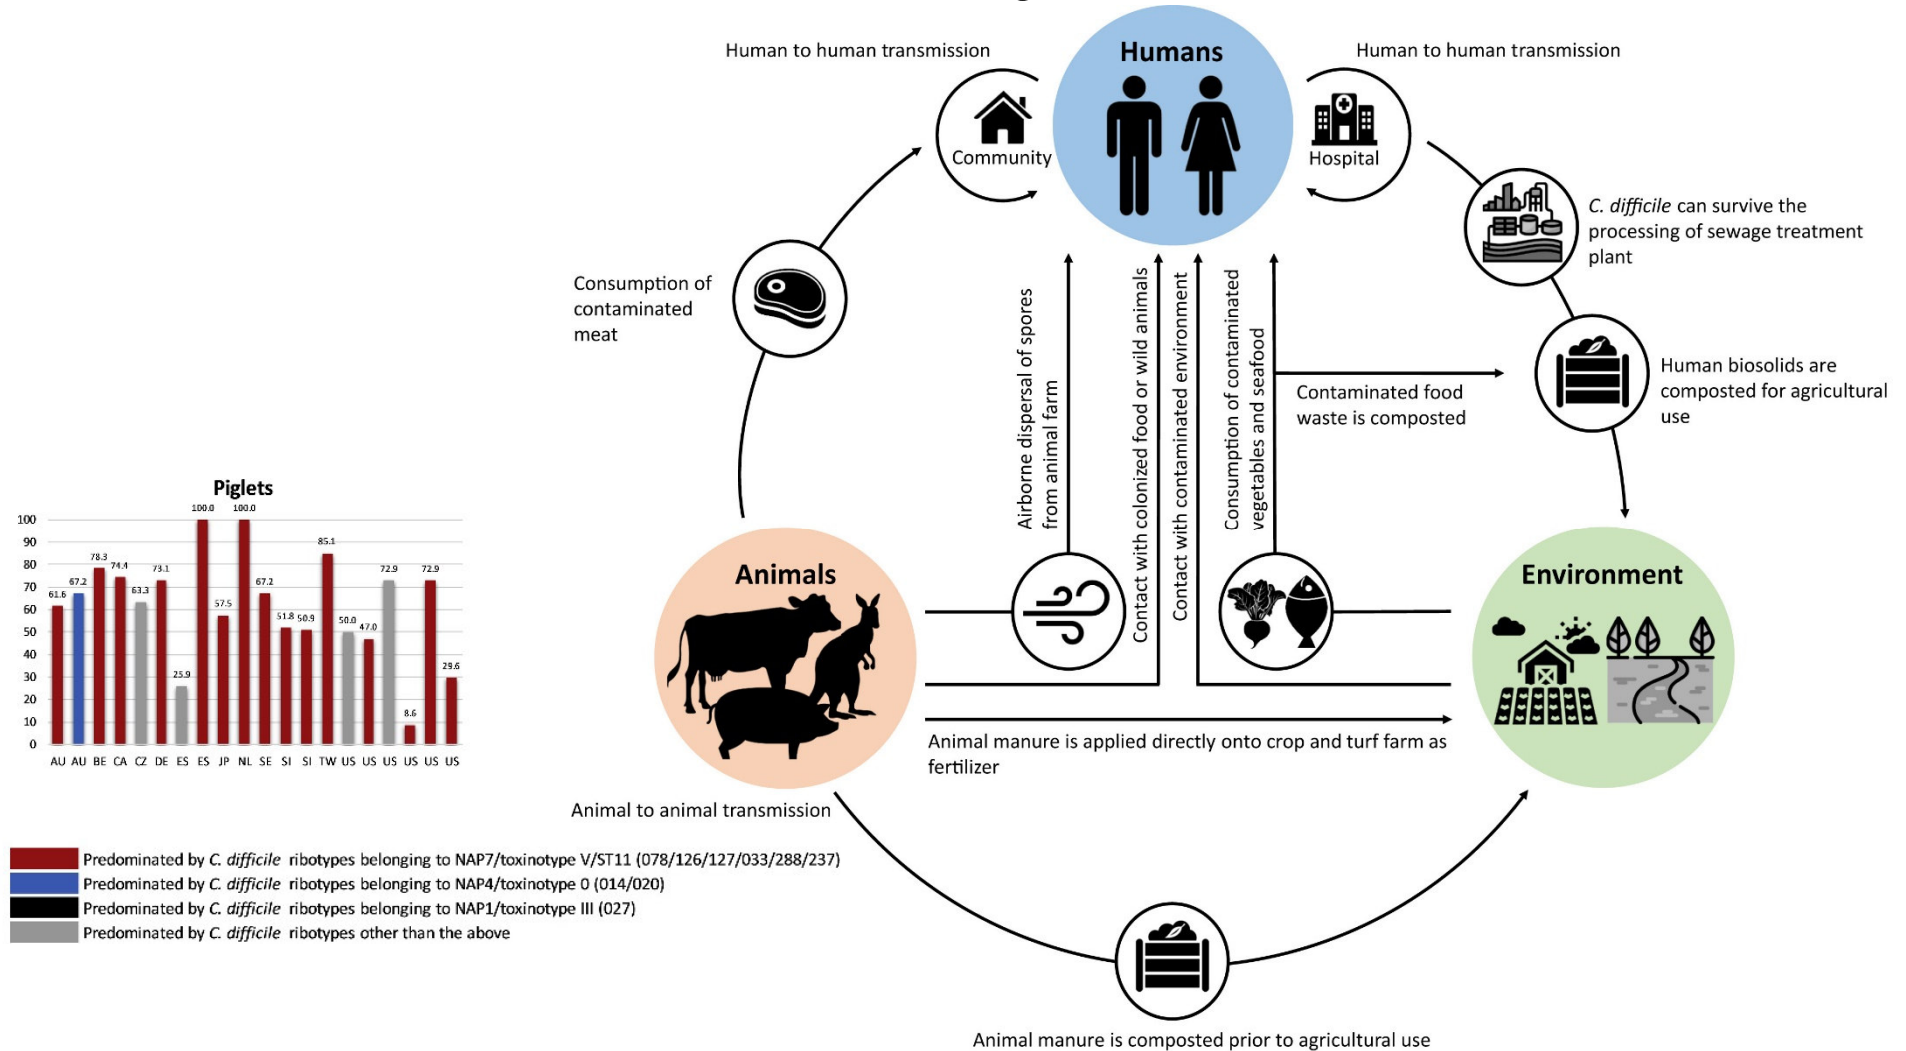 Human to human transmission
Humans
Human to human transmission
Community
Hospital
C. difficile can survive the
processing of sewage treatment
plant
Consumption of
contaminated
meat
Airborne dispersal of spores
from animal farm
Contact with colonized food or wild animals
Contact with contaminated environment
Consumption of contaminated
vegetables and seafood
Contaminated food
waste is composted
Human biosolids are
composted for agricultural
use
Piglets
100
90
80
70
60
50
40
30
20
10
0
61.6
67.2
78.3
74.4
63.3
73.1
25.9
100.0
57.5
100.0
67.2
51.8
50.9
85.1
50.0
47.0
72.9
8.6
72.9
29.6
AU AU BE CA CZ DE ES ES JP NL SE SI SI TW US US US US US US
Animals
Environment
Animal manure is applied directly onto crop and turf farm as
fertilizer
Animal to animal transmission
Predominated by C. difficile ribotypes belonging to NAP7/toxinotype V/ST11 (078/126/127/033/288/237)
Predominated by C. difficile ribotypes belonging to NAP4/toxinotype 0 (014/020)
Predominated by C. difficile ribotypes belonging to NAP1/toxinotype III (027)
Predominated by C. difficile ribotypes other than the above
Animal manure is composted prior to agricultural use